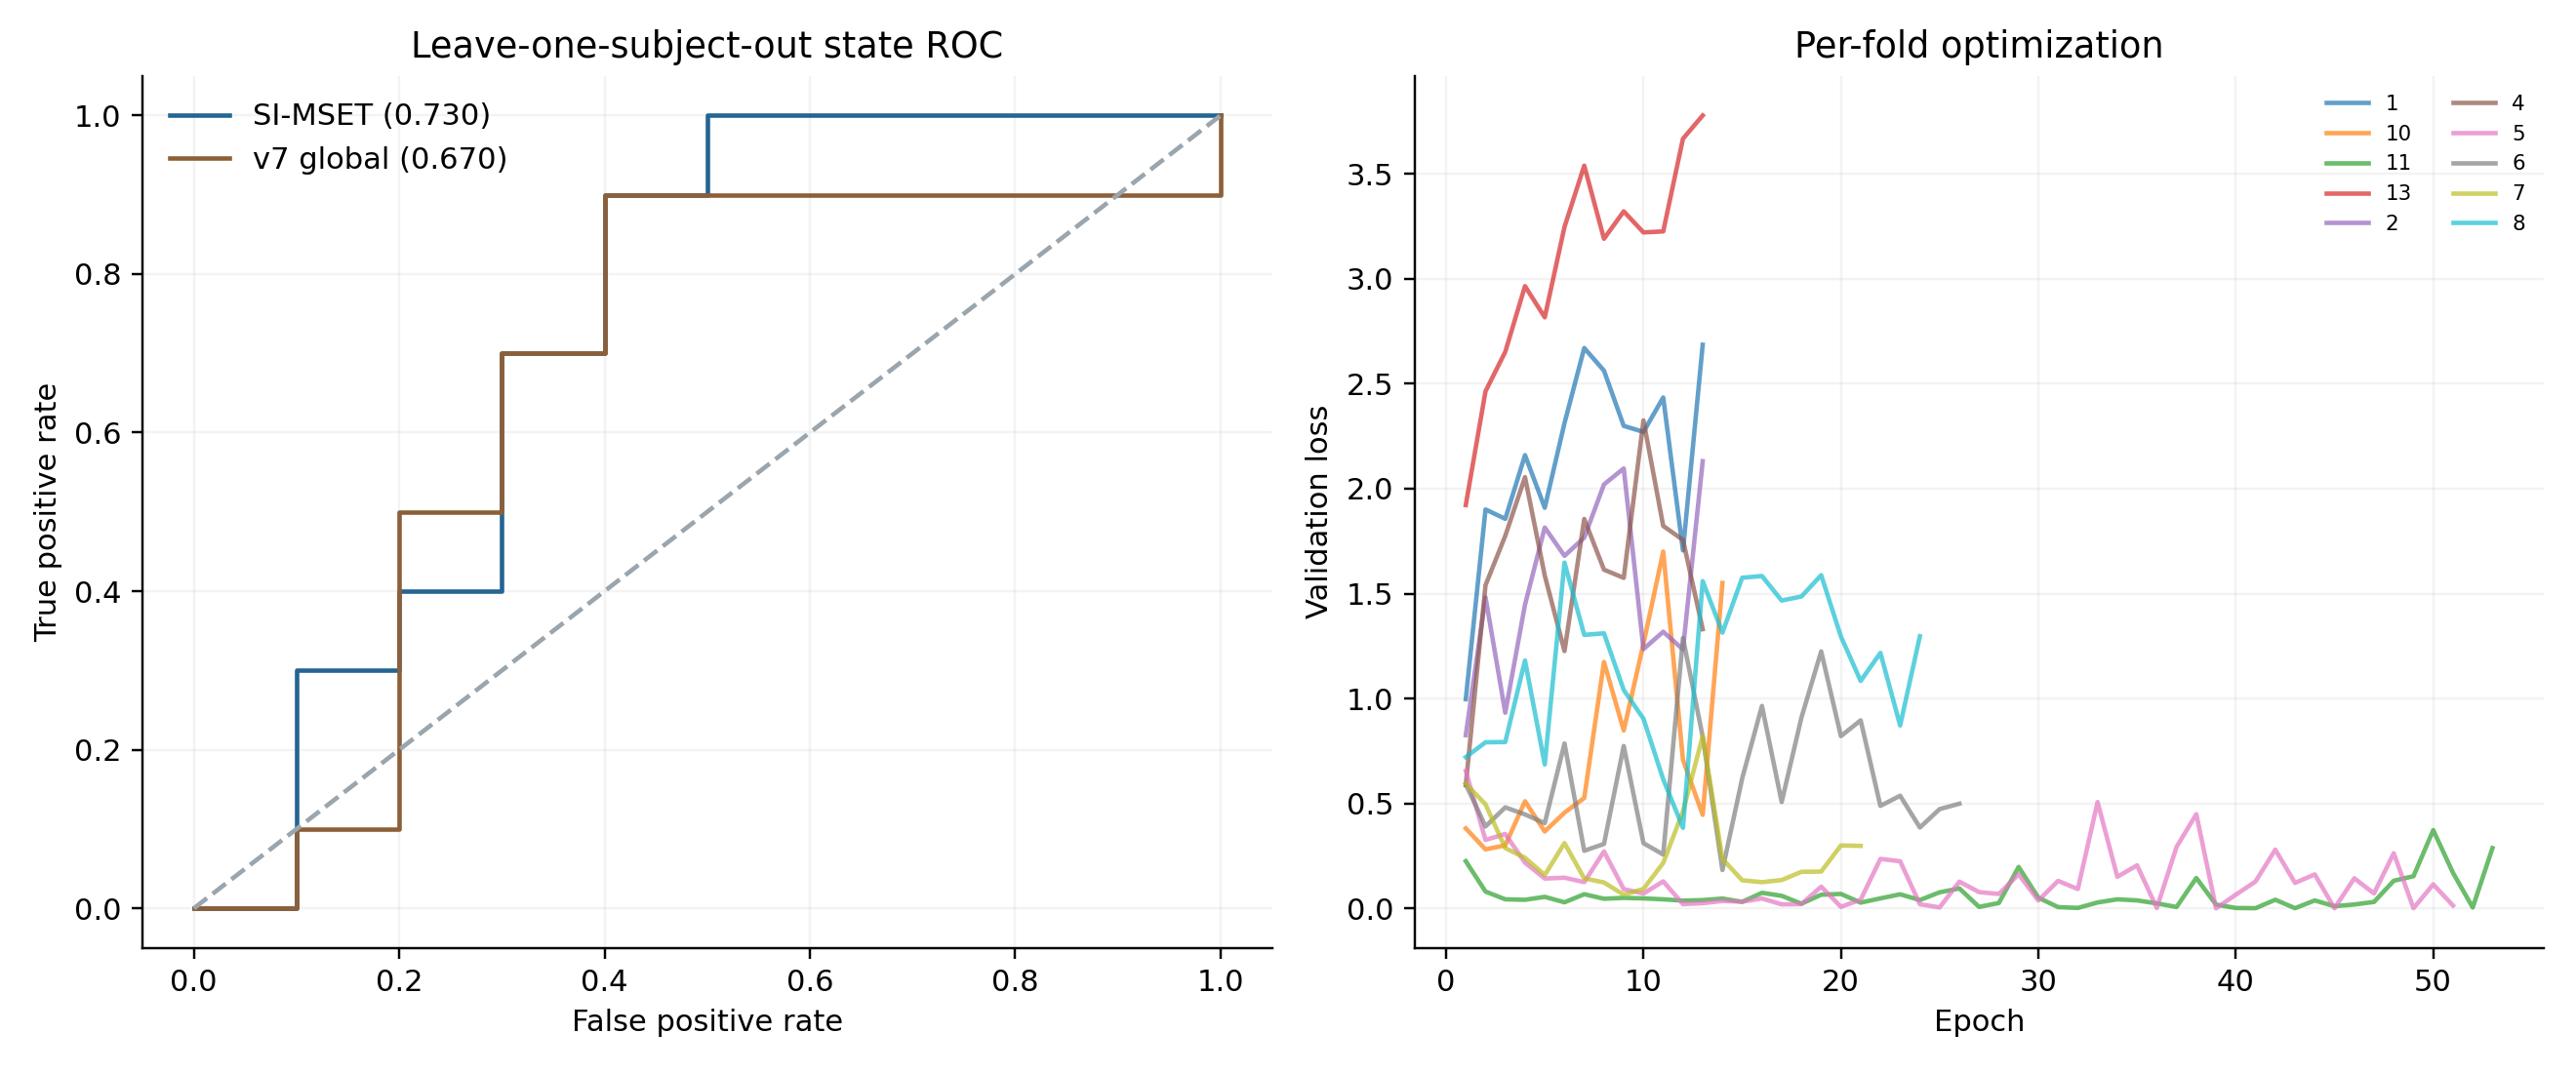 Leave-one-subject-out state ROC
SI-MSET (0.730)
v7 global (0.670)
True positive rate
1.0
0.8
0.6
0.4
0.2
0.0
0.0 0.2 0.4 0.6 0.8 1.0
False positive rate
Per-fold optimization
1 4
10 5
11 6
13 7
2 8
Validation loss
3.5
3.0
2.5
2.0
1.5
1.0
0.5
0.0
0 10 20 30 40 50
Epoch